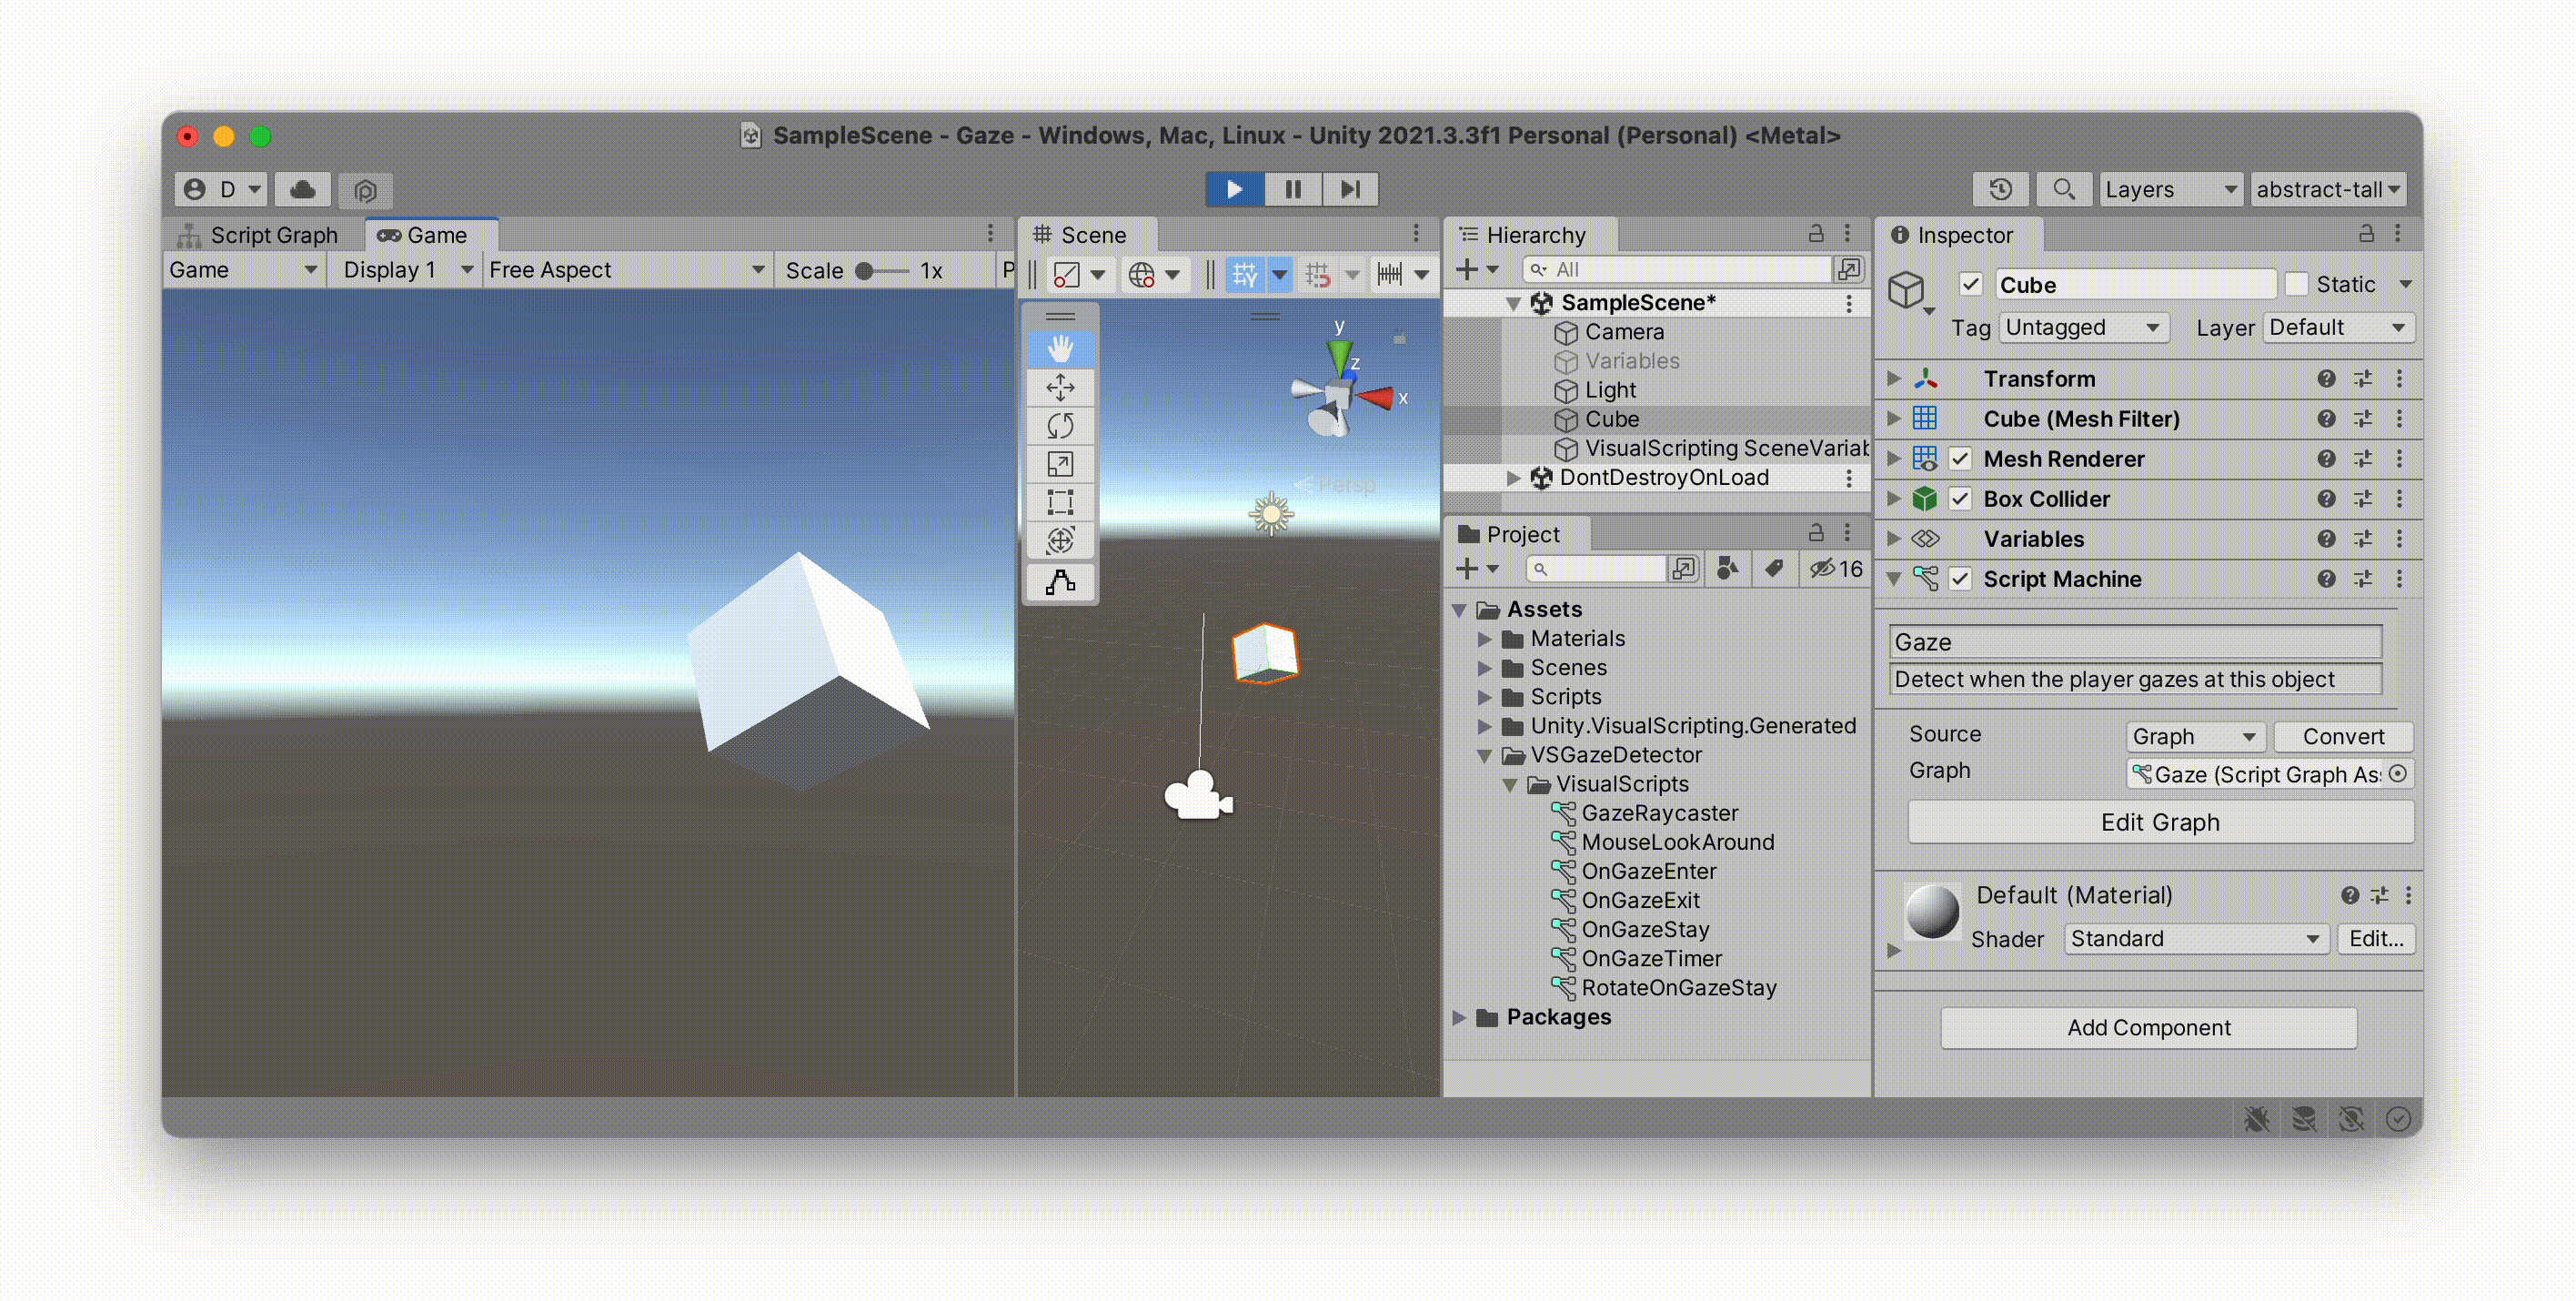 SampleScene - Gaze - Windows, Mac, Linux - Unity 2021.3.3f1 Personal (Personal) <Metal>
D
Layers
abstract-tall
Script Graph
Game
Game
Display 1
Free Aspect
Scale
1x
P
Scene
y
z
x
Persp
Hierarchy
All
SampleScene*
Camera
Variables
Light
Cube
VisualScripting SceneVariab
DontDestroyOnLoad
Project
16
Assets
Materials
Scenes
Scripts
Unity.VisualScripting.Generated
VSGazeDetector
VisualScripts
GazeRaycaster
MouseLookAround
OnGazeEnter
OnGazeExit
OnGazeStay
OnGazeTimer
RotateOnGazeStay
Packages
Inspector
Cube
Static
Tag Untagged
Layer Default
Transform
Cube (Mesh Filter)
Mesh Renderer
Box Collider
Variables
Script Machine
Gaze
Detect when the player gazes at this object
Source
Graph
Convert
Graph
Gaze (Script Graph As
Edit Graph
Default (Material)
Shader
Standard
Edit...
Add Component